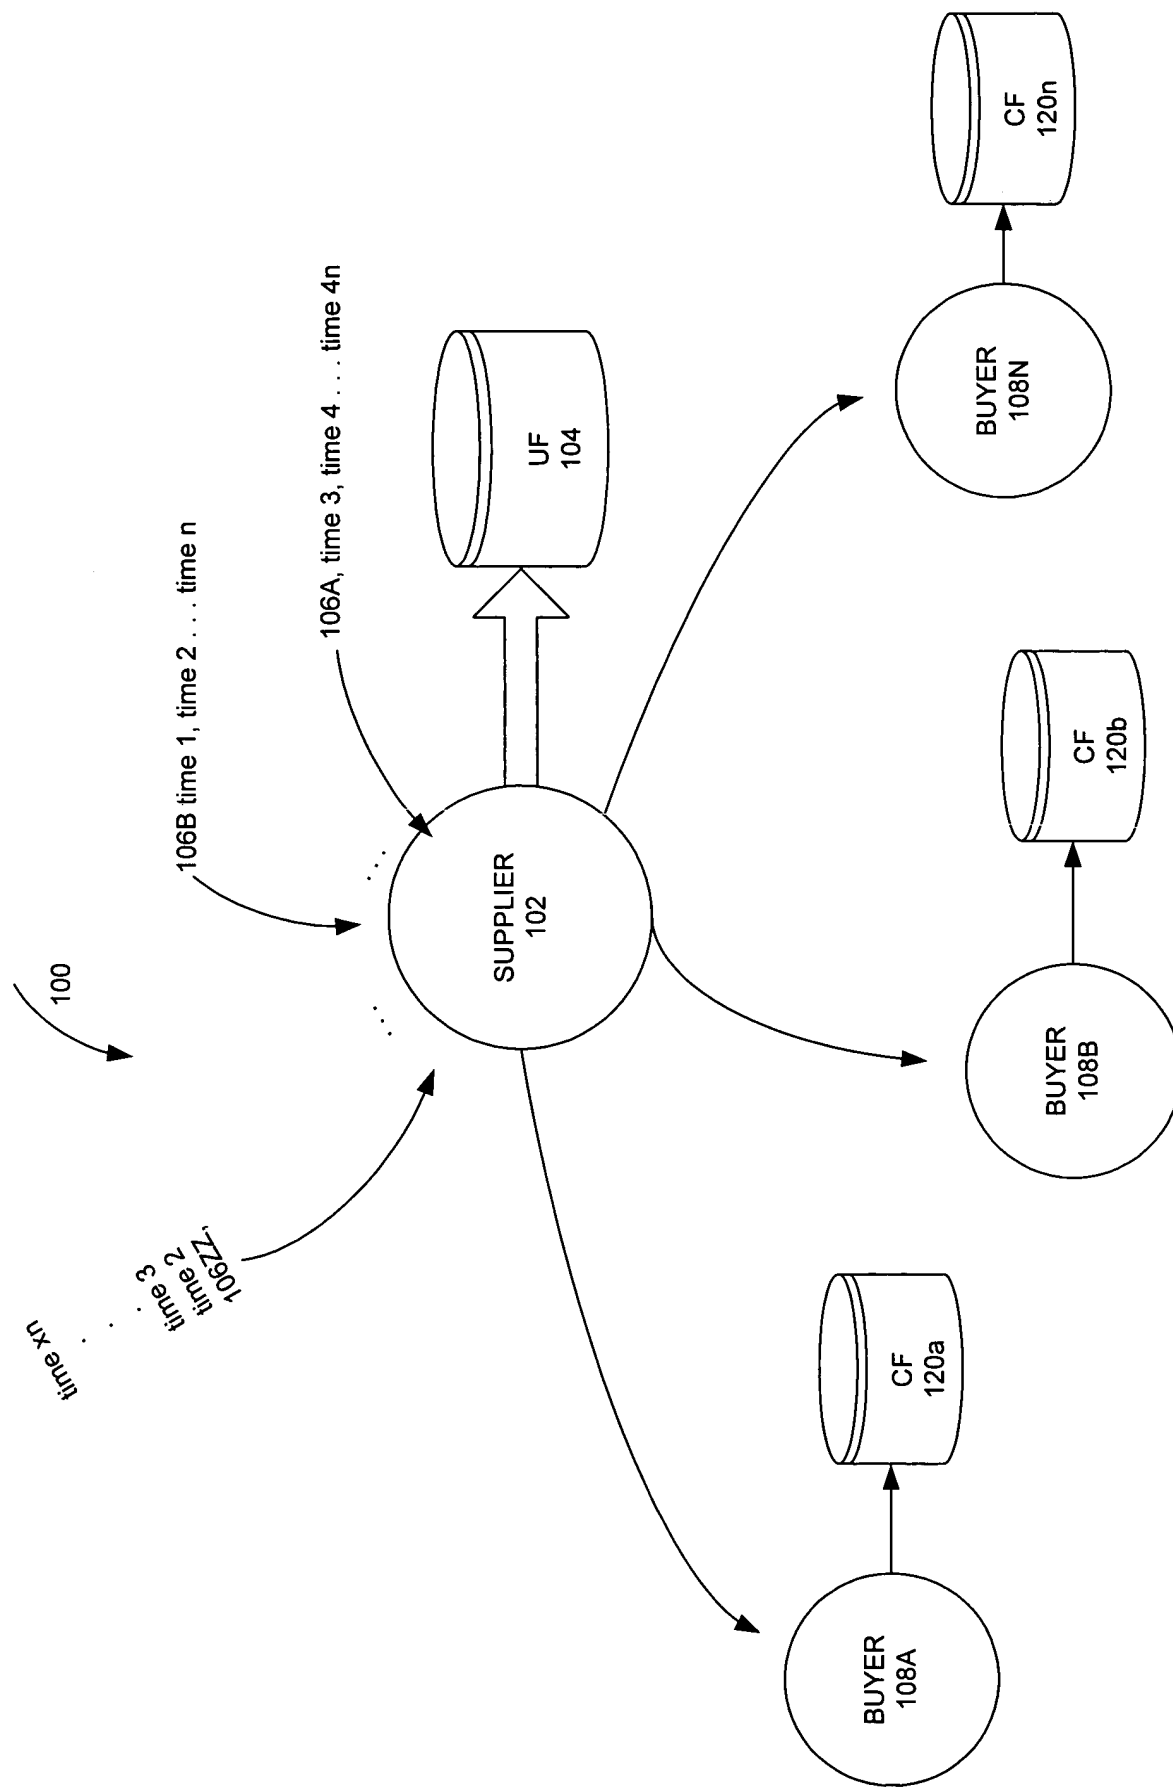 100
time xn
. . .
time 3
time 2
106ZZ,
106B time 1, time 2 . . . time n
106A, time 3, time 4 . . . time 4n
. . .
. . .
SUPPLIER
102
UF
104
BUYER
108A
CF
120a
BUYER
108B
CF
120b
BUYER
108N
CF
120n